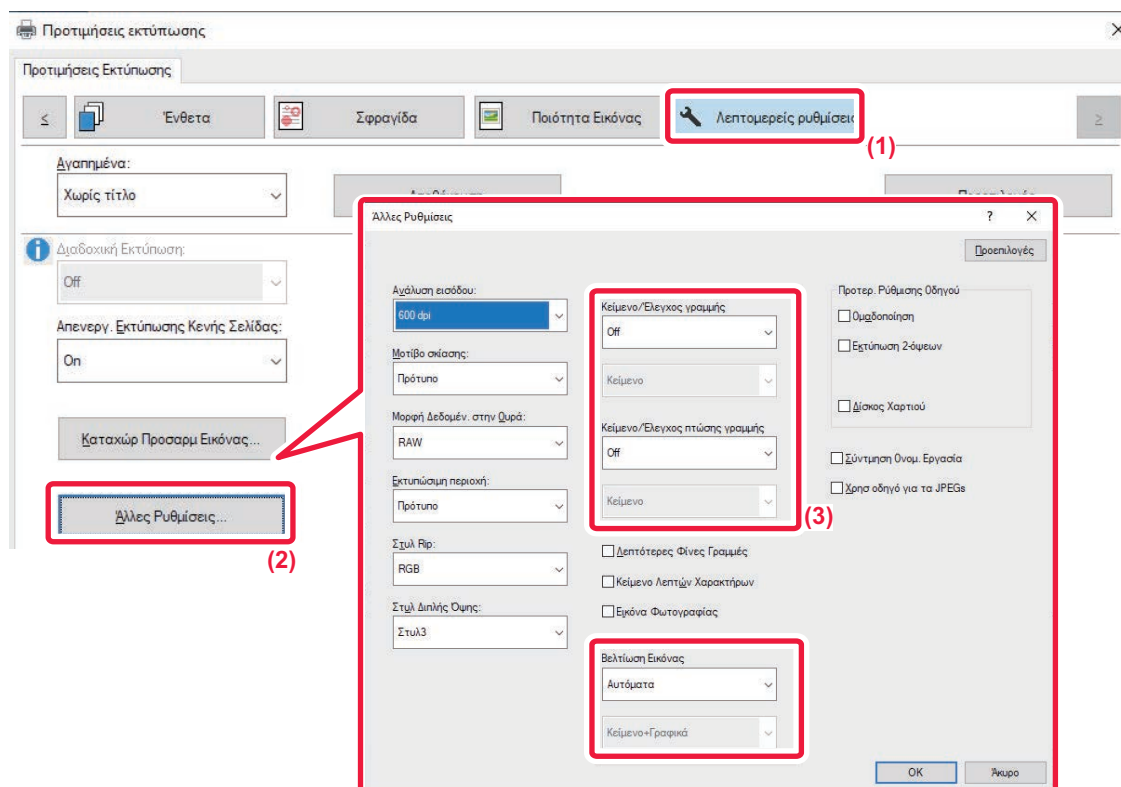 Προτιμήσεις εκτύπωσης
Προτιμήσεις Εκτύπωσης
<
Ένθετα
Σφραγίδα
Ποιότητα Εικόνας
Λεπτομερείς ρυθμίσεις
>
(1)
Αγαπημένα:
Χωρίς τίτλο
Διαδοχική Εκτύπωση:
Off
Απενεργ. Εκτύπωσης Κενής Σελίδας:
On
Καταχώρ Προσαρμ Εικόνας...
Άλλες Ρυθμίσεις...
(2)
Άλλες Ρυθμίσεις
?
Προεπιλογές
Ανάλυση εισόδου:
600 dpi
Μοτίβο σκίασης:
Πρότυπο
Μορφή Δεδομέν. στην Ουρά:
RAW
Εκτυπώσιμη περιοχή:
Πρότυπο
Στυλ Rip:
RGB
Στυλ Διπλής Όψης:
Στυλ3
Κείμενο/Έλεγχος γραμμής
Off
Κείμενο
Κείμενο/Έλεγχος πτώσης γραμμής
Off
Κείμενο
(3)
Λεπτότερες Φίνες Γραμμές
Κείμενο Λεπτών Χαρακτήρων
Εικόνα Φωτογραφίας
Βελτίωση Εικόνας
Αυτόματα
Κείμενο+Γραφικά
Προτερ. Ρύθμισης Οδηγού
Ομαδοποίηση
Εκτύπωση 2-όψεων
Δίσκος Χαρτιού
Σύντμηση Ονομ. Εργασία
Χρησ οδηγό για τα JPEGs
OK
Άκυρο